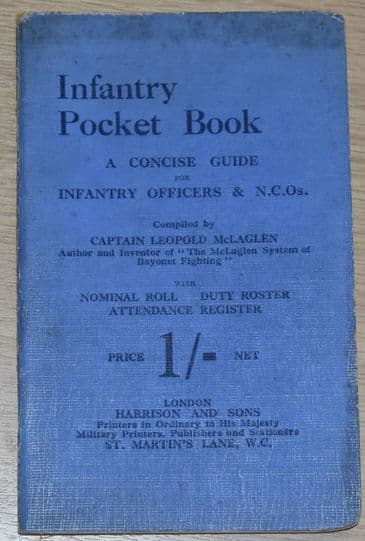 Infantry
Pocket Book
A CONCISE GUIDE
FOR
INFANTRY OFFICERS & N.C.Os.
Compiled by
CAPTAIN LEOPOLD McLAGLEN
Author and Inventor of "The McLaglen System of
Bayonet Fighting"
WITH
NOMINAL ROLL DUTY ROSTER
ATTENDANCE REGISTER
PRICE 1/- NET
LONDON
HARRISON AND SONS
Printers in Ordinary to His Majesty
Military Printers, Publishers and Stationers
ST. MARTIN'S LANE, W.C.